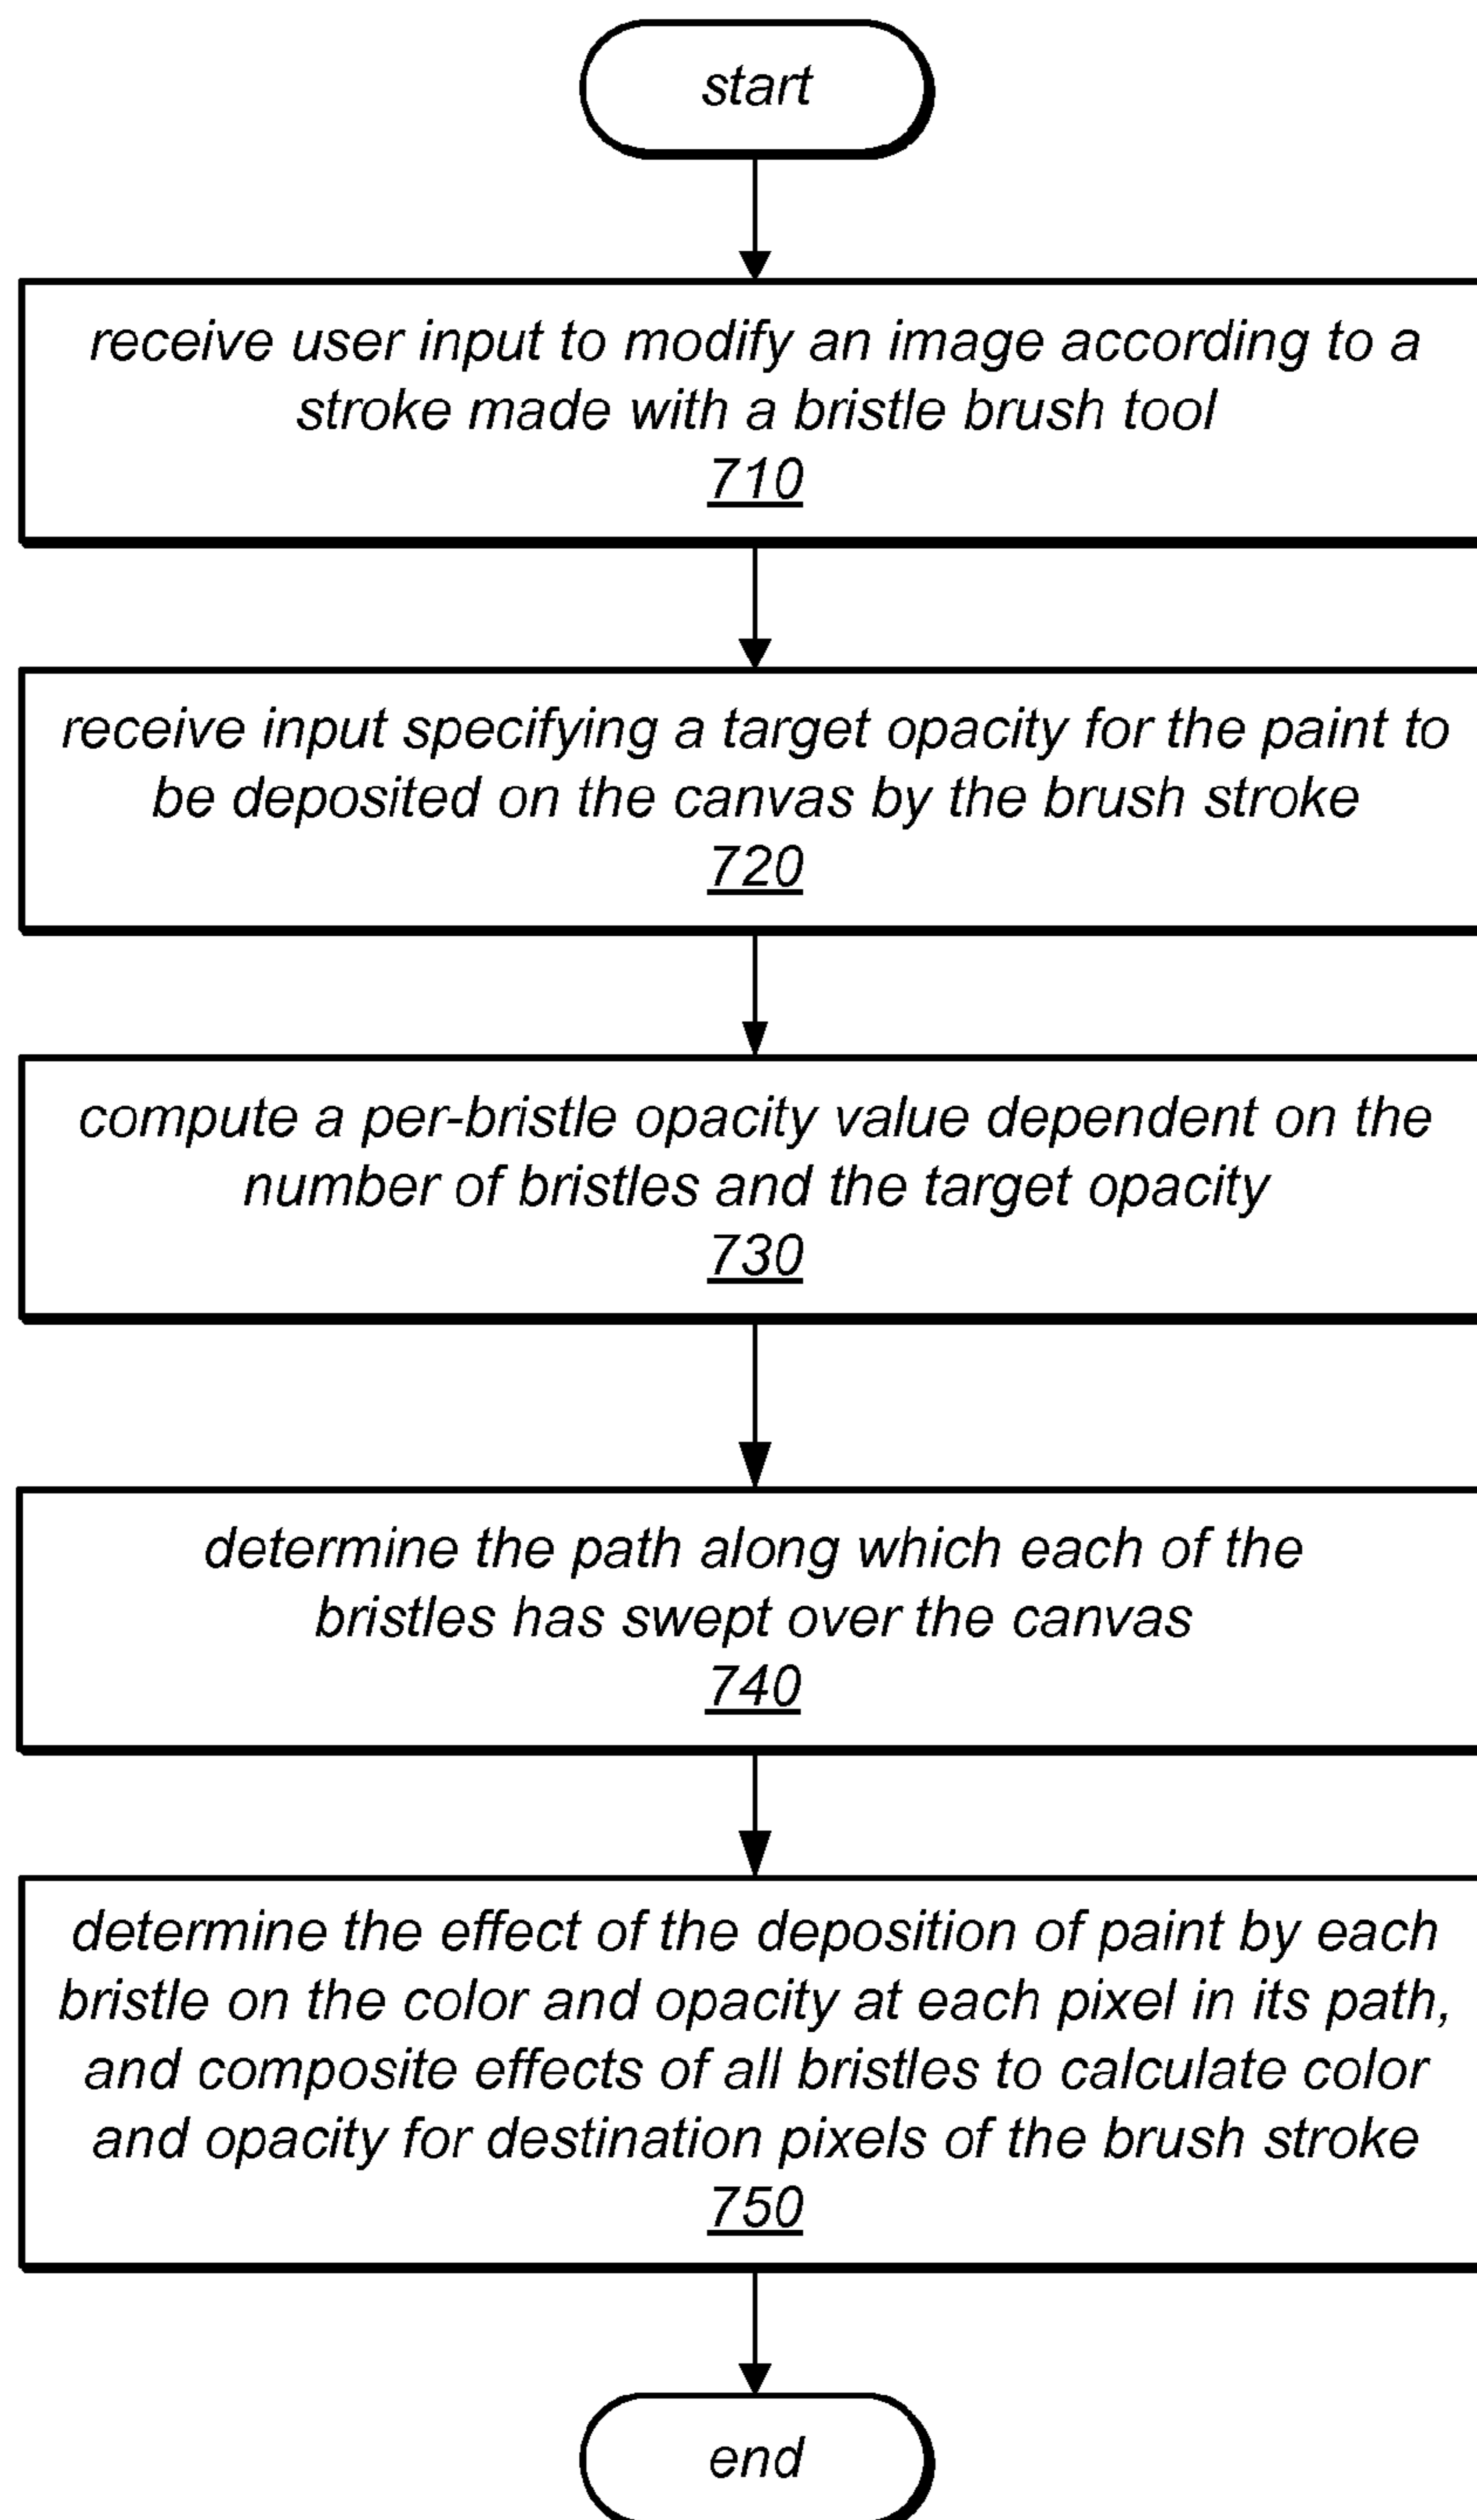 start
receive user input to modify an image according to a
stroke made with a bristle brush tool
710
receive input specifying a target opacity for the paint to
be deposited on the canvas by the brush stroke
720
compute a per-bristle opacity value dependent on the
number of bristles and the target opacity
730
determine the path along which each of the
bristles has swept over the canvas
740
determine the effect of the deposition of paint by each
bristle on the color and opacity at each pixel in its path,
and composite effects of all bristles to calculate color
and opacity for destination pixels of the brush stroke
750
end